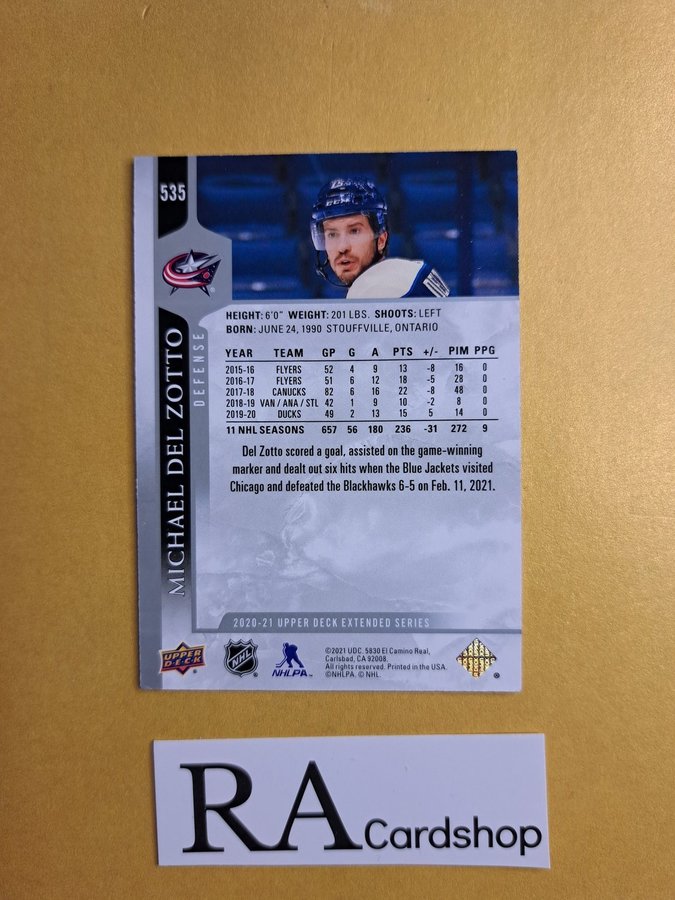 535
MICHAEL DEL ZOTTO
DEFENSE
HEIGHT: 6'0" WEIGHT: 201 LBS. SHOOTS: LEFT
BORN: JUNE 24, 1990 STOUFFVILLE, ONTARIO
YEAR TEAM GP G A PTS +/- PIM PPG
2015-16 FLYERS 52 4 9 13 -8 16 0
2016-17 FLYERS 51 6 12 18 -5 28 0
2017-18 CANUCKS 82 6 16 22 -8 48 0
2018-19 VAN / ANA / STL 42 1 9 10 -2 8 0
2019-20 DUCKS 49 2 13 15 5 14 0
11 NHL SEASONS 657 56 180 236 -31 272 9
Del Zotto scored a goal, assisted on the game-winning
marker and dealt out six hits when the Blue Jackets visited
Chicago and defeated the Blackhawks 6-5 on Feb. 11, 2021.
2020-21 UPPER DECK EXTENDED SERIES
UPPER DECK
NHL
NHLPA
©2021 UDC. 5830 El Camino Real,
Carlsbad, CA 92008.
All rights reserved. Printed in the USA.
©NHLPA. © NHL.
RA Cardshop